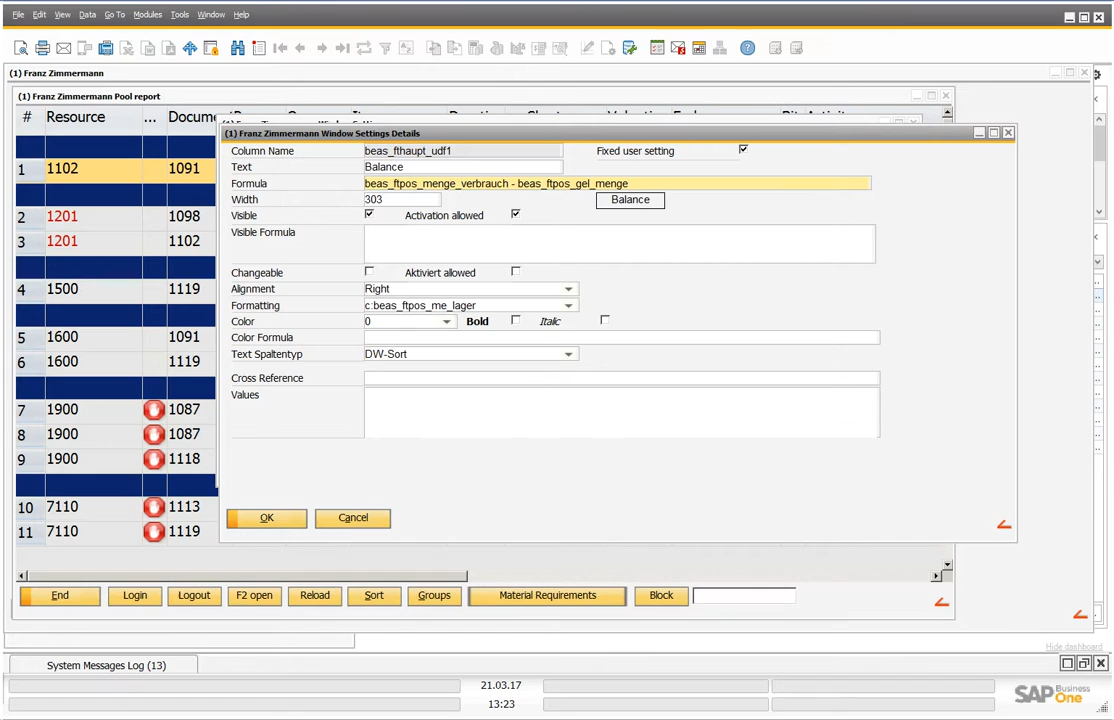 File Edit View Data Go To Modules Tools Window Help
(1) Franz Zimmermann
(1) Franz Zimmermann Pool report
# Resource ... Docume
(1) Franz Zimmermann Window Settings Details
Column Name beas_fthaupt_udf1 Fixed user setting
Text Balance
Formula beas_ftpos_menge_verbrauch - beas_ftpos_gel_menge
Width 303 Balance
Visible Activation allowed
Visible Formula
Changeable Aktiviert allowed
Alignment Right
Formatting c:beas_ftpos_me_lager
Color 0 Bold Italic
Color Formula
Text Spaltentyp DW-Sort
Cross Reference
Values
OK Cancel
1 1102 1091
2 1201 1098
3 1201 1102
4 1500 1119
5 1600 1091
6 1600 1119
7 1900 1087
8 1900 1087
9 1900 1118
10 7110 1113
11 7110 1119
End Login Logout F2 open Reload Sort Groups Material Requirements Block
Hide dashboard
System Messages Log (13)
21.03.17
13:23
SAP Business One